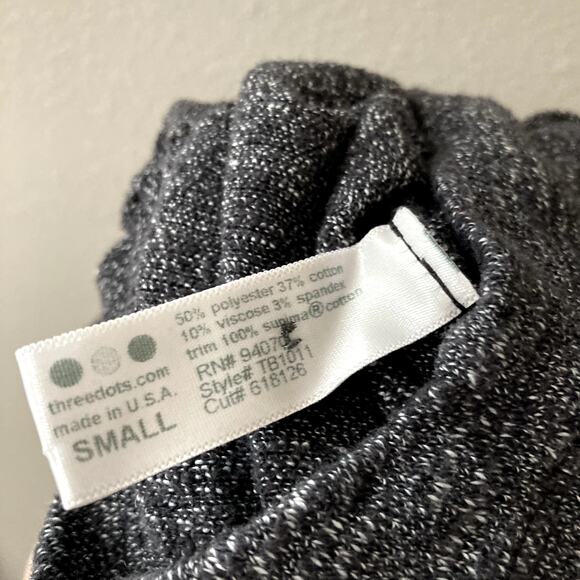 threedots.com
made in U.S.A.
SMALL
50% polyester 37% cotton
10% viscose 3% spandex
trim 100% supima® cotton
RN#
Style# TB1011
Cut# 618126